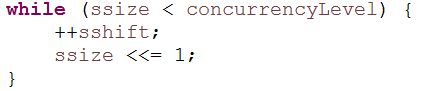 while (ssize < concurrencyLevel) {
    ++sshift;
    ssize <<= 1;
}